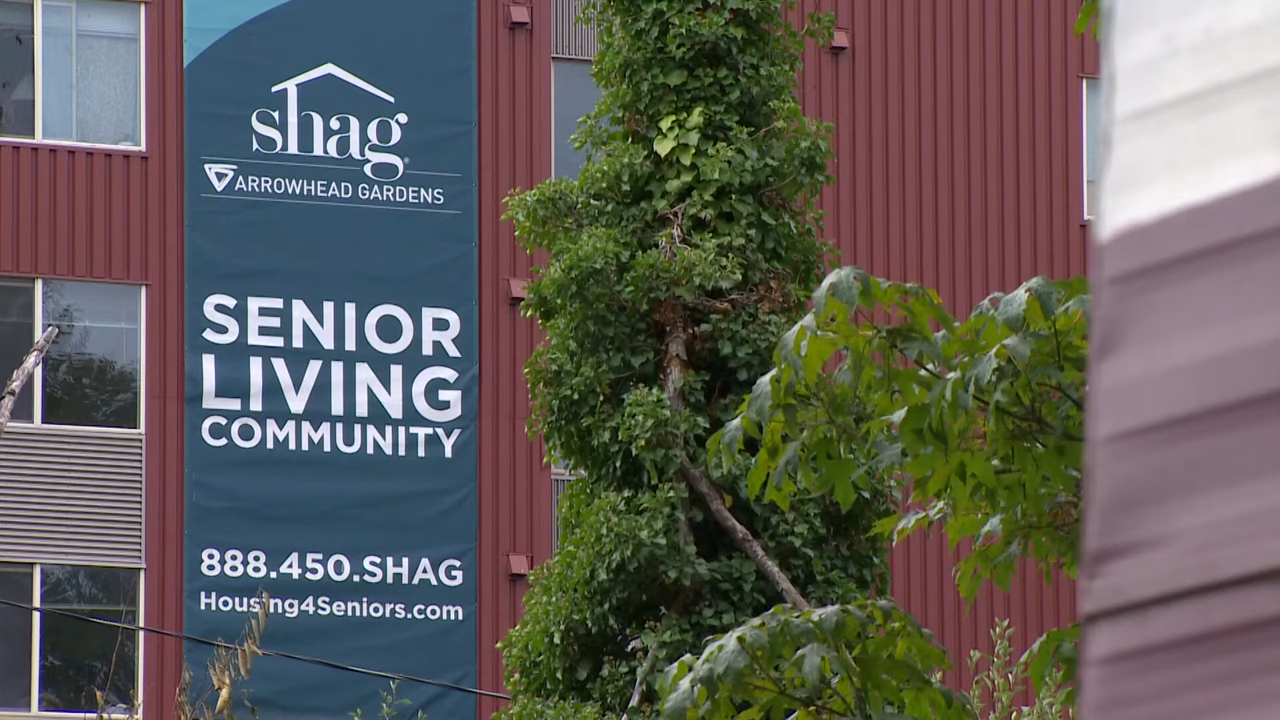 shag
ARROWHEAD GARDENS
SENIOR
LIVING
COMMUNITY
888.450.SHAG
Housing4Seniors.com